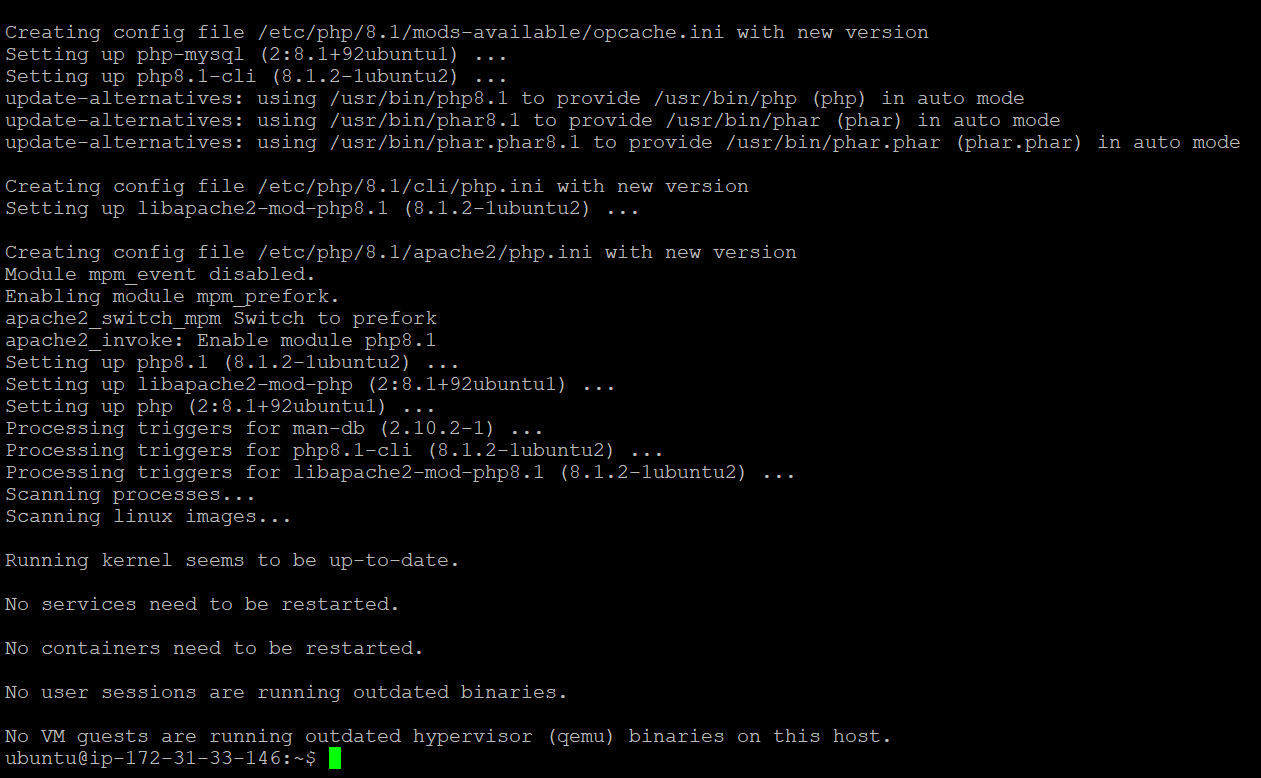 Creating config file /etc/php/8.1/mods-available/opcache.ini with new version
Setting up php-mysql (2:8.1+92ubuntu1) ...
Setting up php8.1-cli (8.1.2-1ubuntu2) ...
update-alternatives: using /usr/bin/php8.1 to provide /usr/bin/php (php) in auto mode
update-alternatives: using /usr/bin/phar8.1 to provide /usr/bin/phar (phar) in auto mode
update-alternatives: using /usr/bin/phar.phar8.1 to provide /usr/bin/phar.phar (phar.phar) in auto mode
Creating config file /etc/php/8.1/cli/php.ini with new version
Setting up libapache2-mod-php8.1 (8.1.2-1ubuntu2) ...
Creating config file /etc/php/8.1/apache2/php.ini with new version
Module mpm_event disabled.
Enabling module mpm_prefork.
apache2_switch_mpm Switch to prefork
apache2_invoke: Enable module php8.1
Setting up php8.1 (8.1.2-1ubuntu2) ...
Setting up libapache2-mod-php (2:8.1+92ubuntu1) ...
Setting up php (2:8.1+92ubuntu1) ...
Processing triggers for man-db (2.10.2-1) ...
Processing triggers for php8.1-cli (8.1.2-1ubuntu2) ...
Processing triggers for libapache2-mod-php8.1 (8.1.2-1ubuntu2) ...
Scanning processes...
Scanning linux images...
Running kernel seems to be up-to-date.
No services need to be restarted.
No containers need to be restarted.
No user sessions are running outdated binaries.
No VM guests are running outdated hypervisor (qemu) binaries on this host.
ubuntu@ip-172-31-33-146:~$